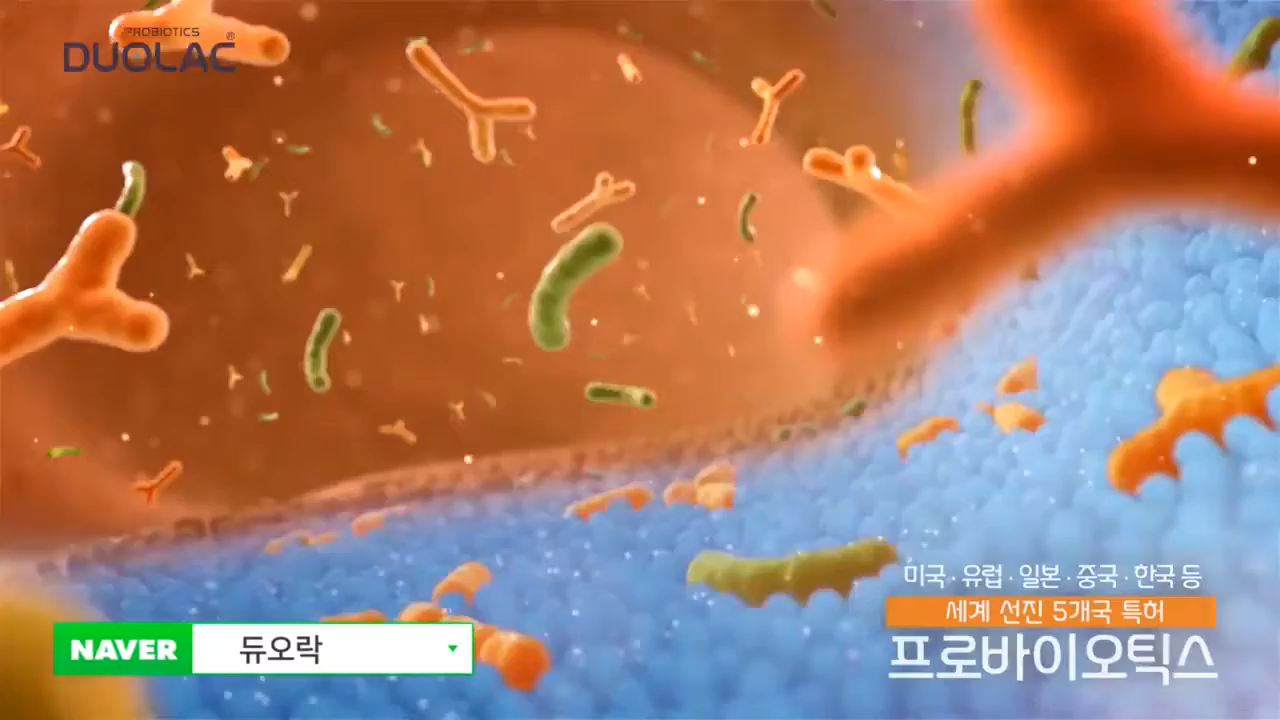 PROBIOTICS
DUOLAC®
미국·유럽·일본·중국·한국 등
세계 선진 5개국 특허
프로바이오틱스
NAVER 듀오락